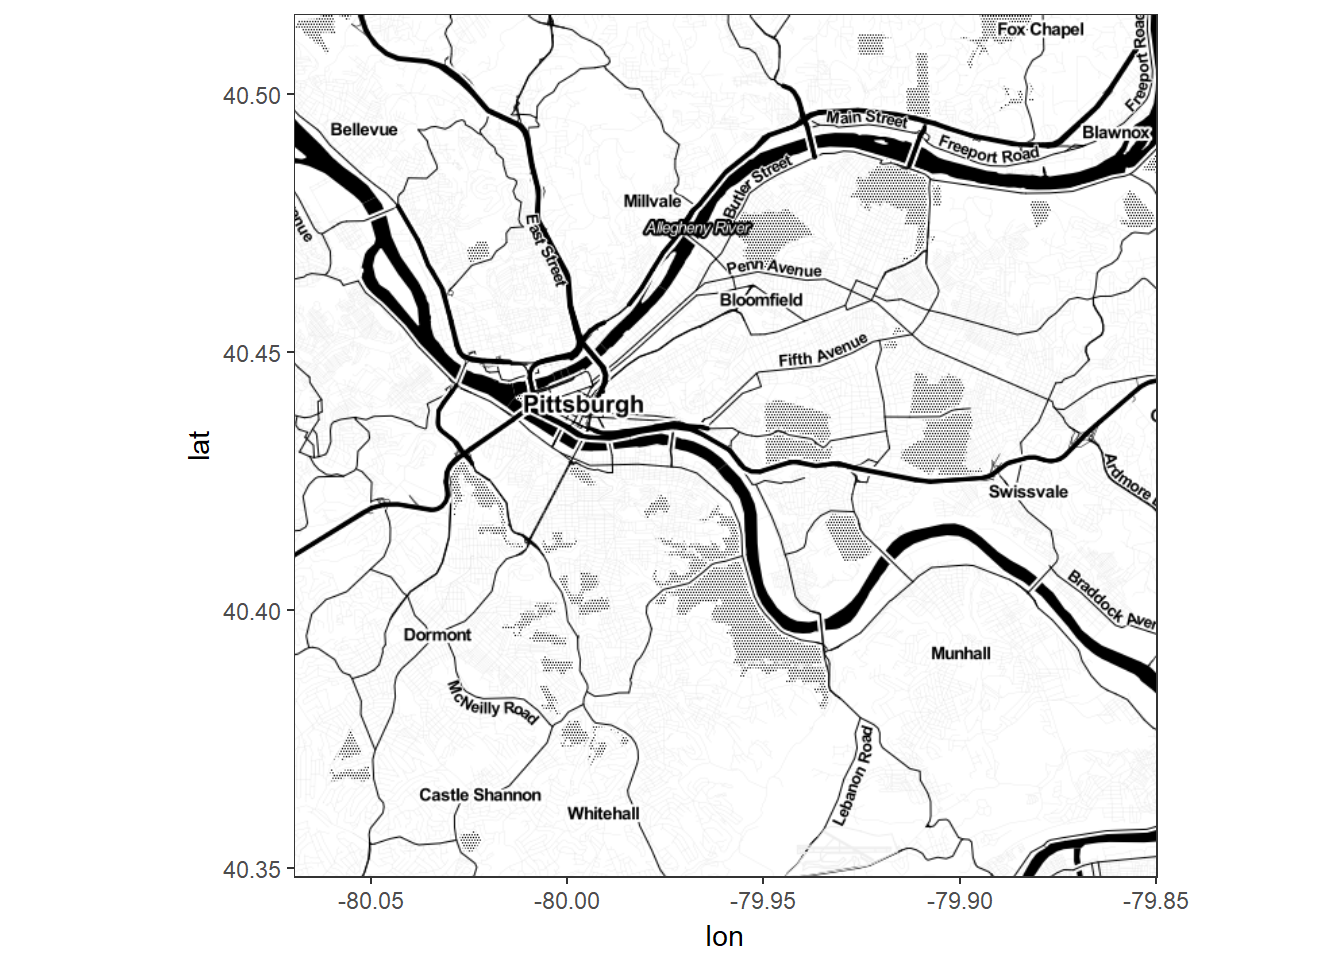 Fox Chapel
40.50
Bellevue
Main Street
Freeport Road
Freeport Road
Blawnox
Butler Street
Millvale
Allegheny River
East Street
Penn Avenue
Bloomfield
40.45
Fifth Avenue
Pittsburgh
lat
Swissvale
Ardmore
40.40
Braddock
Dormont
Munhall
McNeilly Road
Lebanon Road
Castle Shannon
Whitehall
40.35
-80.05
-80.00
-79.95
-79.90
-79.85
lon